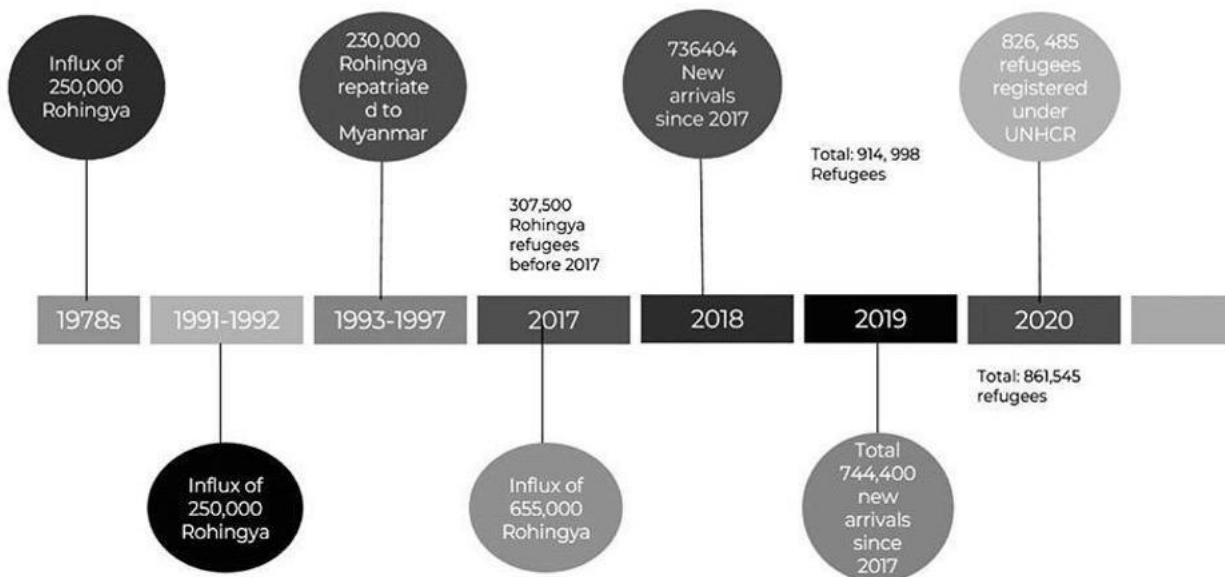 Influx of
250,000
Rohingya
230,000
Rohingya
repatriate
d to
Myanmar
736404
New
arrivals
since 2017
826, 485
refugees
registered
under
UNHCR
Total: 914, 998
Refugees
307,500
Rohingya
refugees
before 2017
1978s
1991-1992
1993-1997
2017
2018
2019
2020
Total: 861,545
refugees
Influx of
250,000
Rohingya
Influx of
655,000
Rohingya
Total
744,400
new
arrivals
since
2017